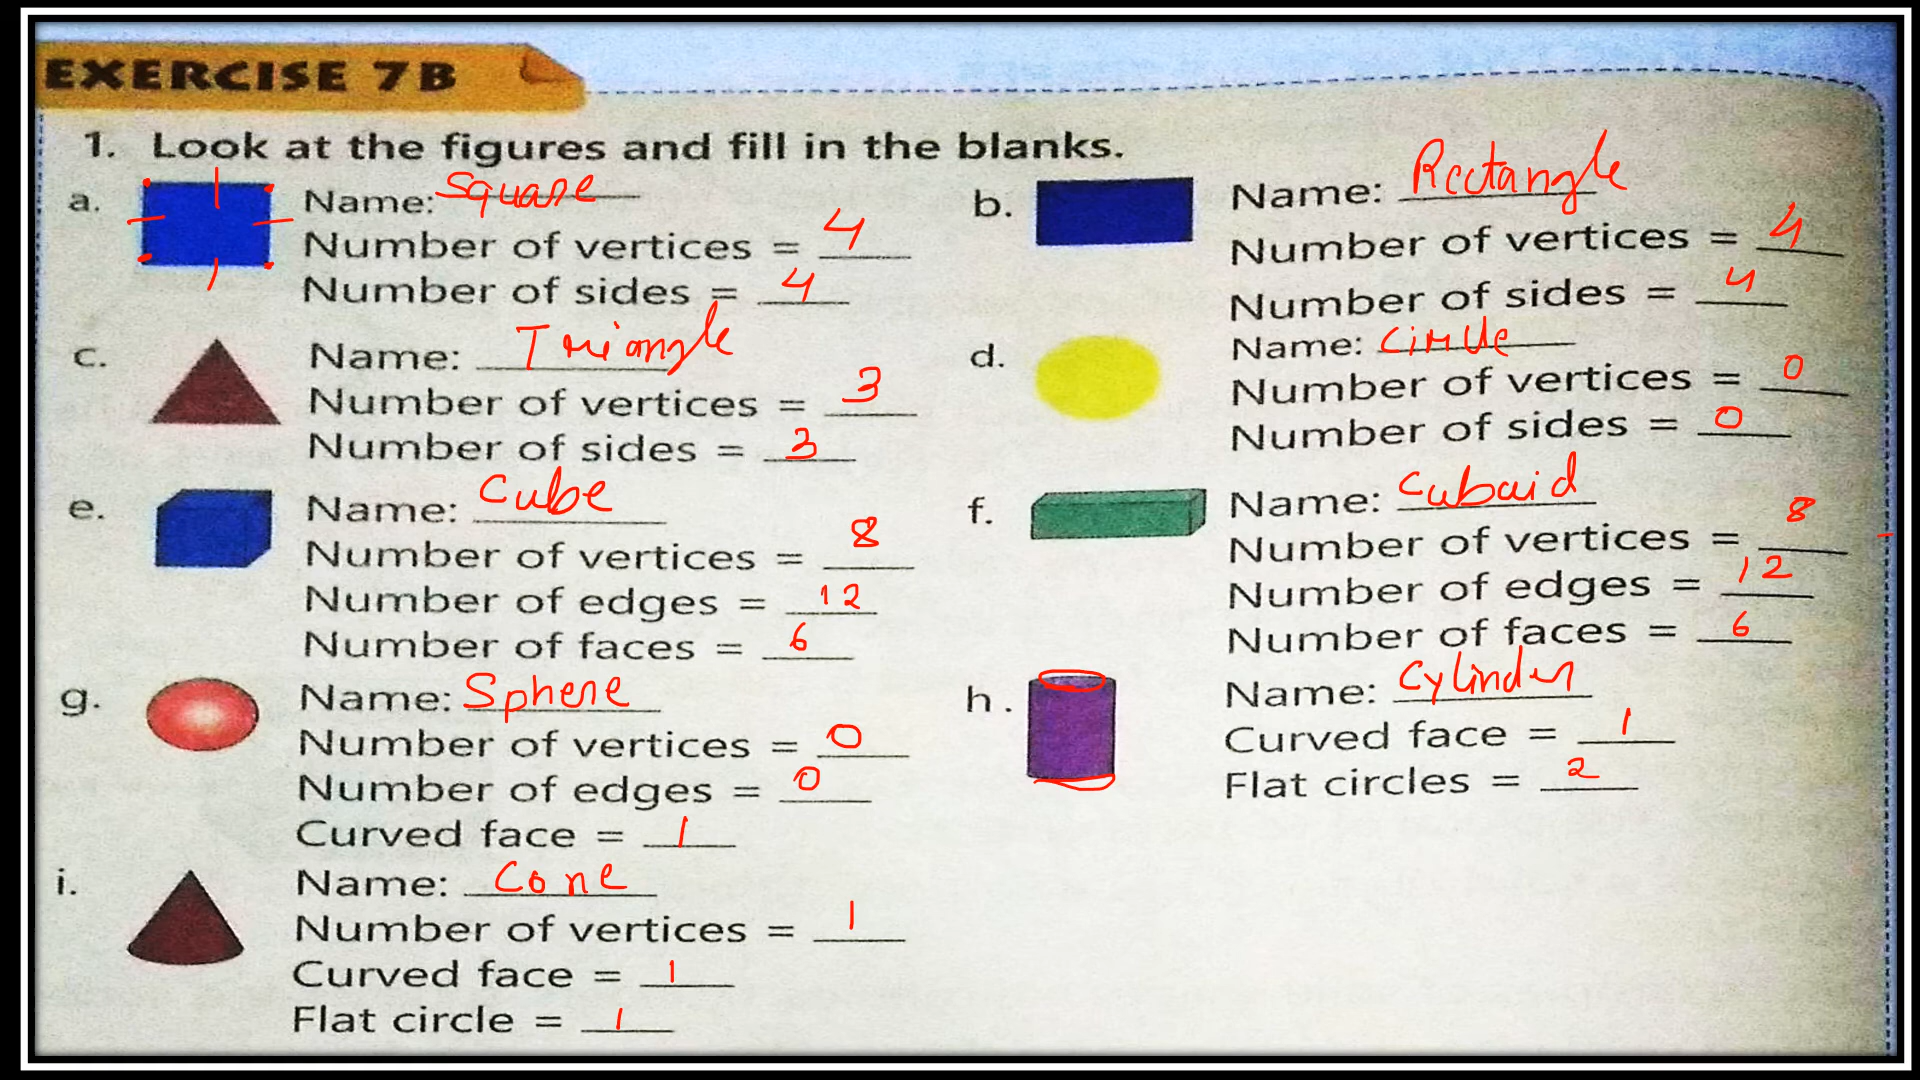 EXERCISE 7B
1. Look at the figures and fill in the blanks.
a. Name: Square
Number of vertices = 4
Number of sides = 4
b. Name: Rectangle
Number of vertices = 4
Number of sides = 4
c. Name: Triangle
Number of vertices = 3
Number of sides = 3
d. Name: Circle
Number of vertices = 0
Number of sides = 0
e. Name: Cube
Number of vertices = 8
Number of edges = 12
Number of faces = 6
f. Name: Cuboid
Number of vertices = 8
Number of edges = 12
Number of faces = 6
g. Name: Sphere
Number of vertices = 0
Number of edges = 0
Curved face = 1
h. Name: Cylinder
Curved face = 1
Flat circles = 2
i. Name: Cone
Number of vertices = 1
Curved face = 1
Flat circle = 1